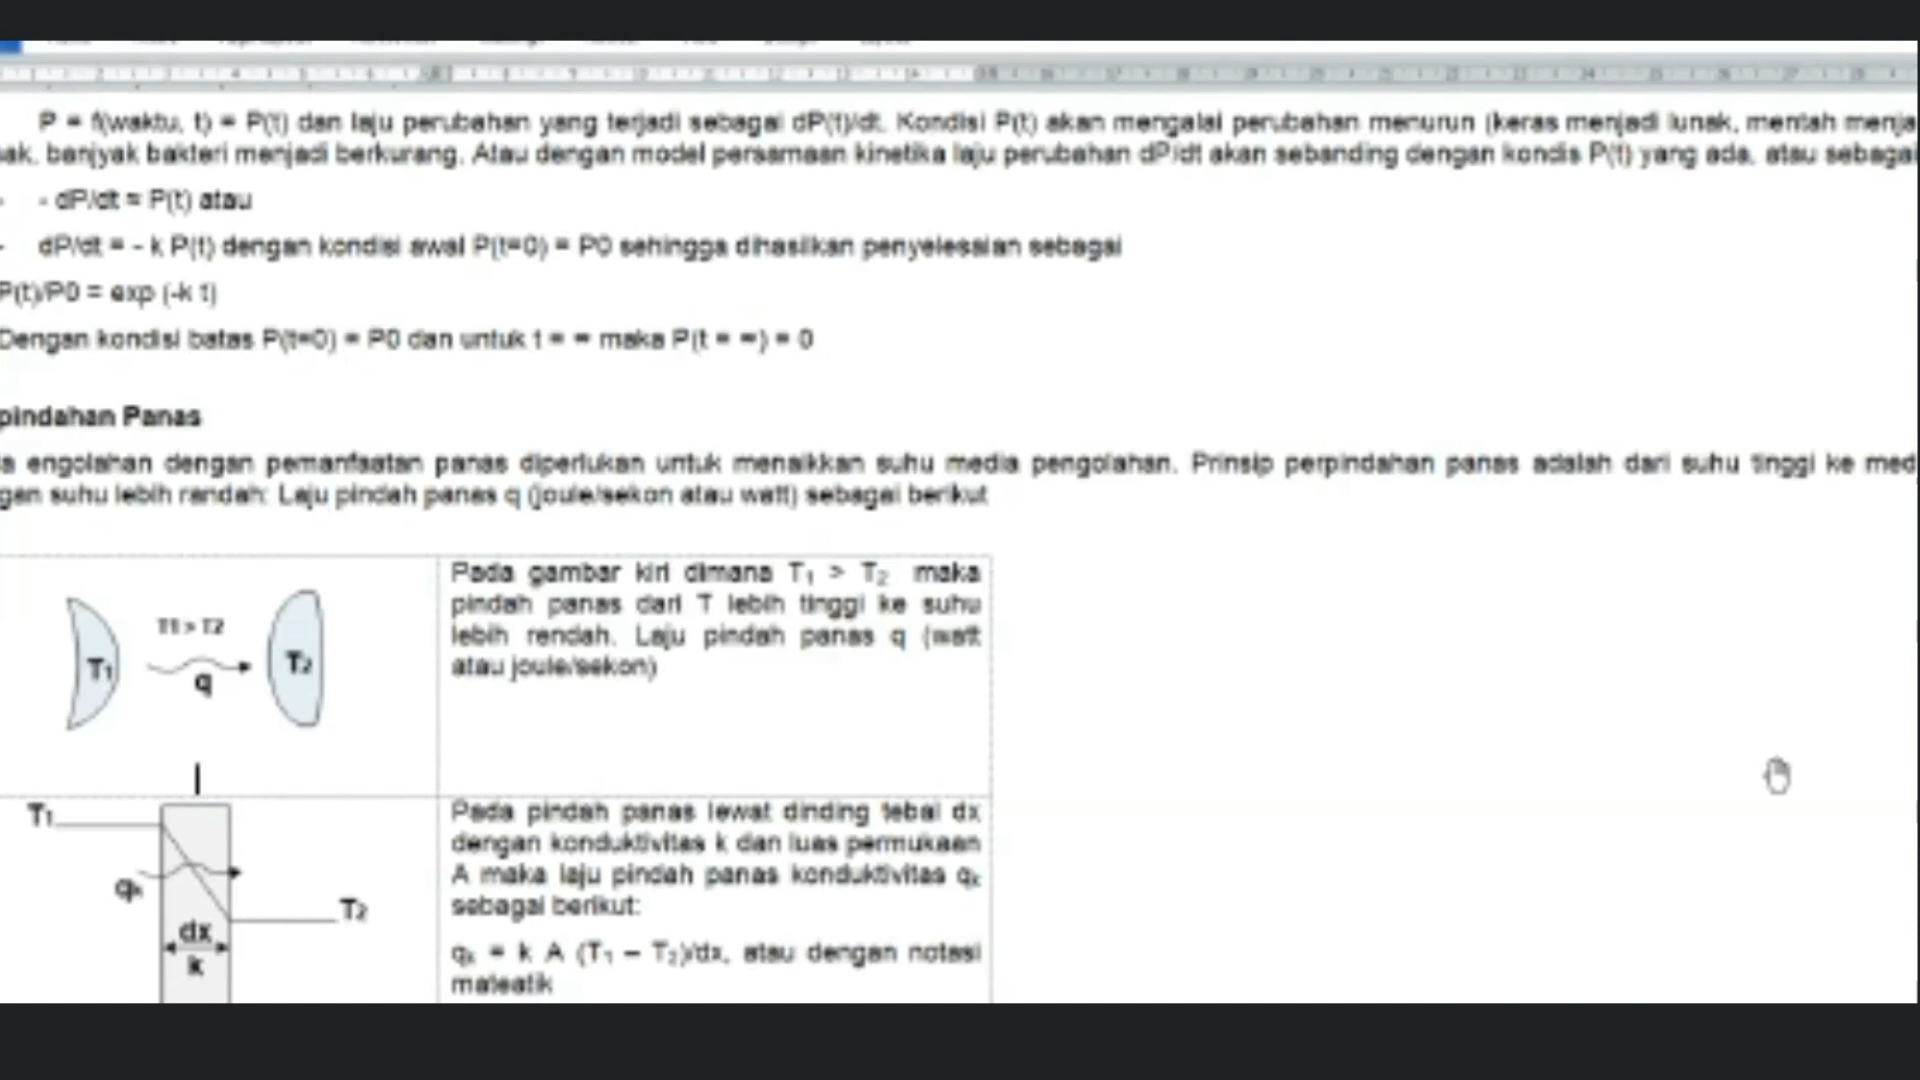 P = f(waktu, t) = P(t) dan laju perubahan yang terjadi sebagai dP(t)/dt. Kondisi P(t) akan mengalai perubahan menurun (keras menjadi lunak, mentah menja
ak, banjyak bakteri menjadi berkurang. Atau dengan model persamaan kinetika laju perubahan dP/dt akan sebanding dengan kondis P(t) yang ada, atau sebagai
- - dP/dt ≈ P(t) atau
- dP/dt = - k P(t) dengan kondisi awal P(t=0) = P0 sehingga dihasilkan penyelesaian sebagai
P(t)/P0 = exp (-k t)
Dengan kondisi batas P(t=0) = P0 dan untuk t = ∞ maka P(t = ∞) = 0
pindahan Panas
a engolahan dengan pemanfaatan panas diperlukan untuk menaikkan suhu media pengolahan. Prinsip perpindahan panas adalah dari suhu tinggi ke med
gan suhu lebih randah: Laju pindah panas q (joule/sekon atau watt) sebagai berikut
T1 > T2
T₁
q
T₂
Pada gambar kiri dimana T₁ > T₂ maka
pindah panas dari T lebih tinggi ke suhu
lebih rendah. Laju pindah panas q (watt
atau joule/sekon)
T₁
qₖ
T₂
dx
k
Pada pindah panas lewat dinding tebal dx
dengan konduktivitas k dan luas permukaan
A maka laju pindah panas konduktivitas qₖ
sebagai berikut:
qₖ = k A (T₁ – T₂)/dx, atau dengan notasi
mateatik